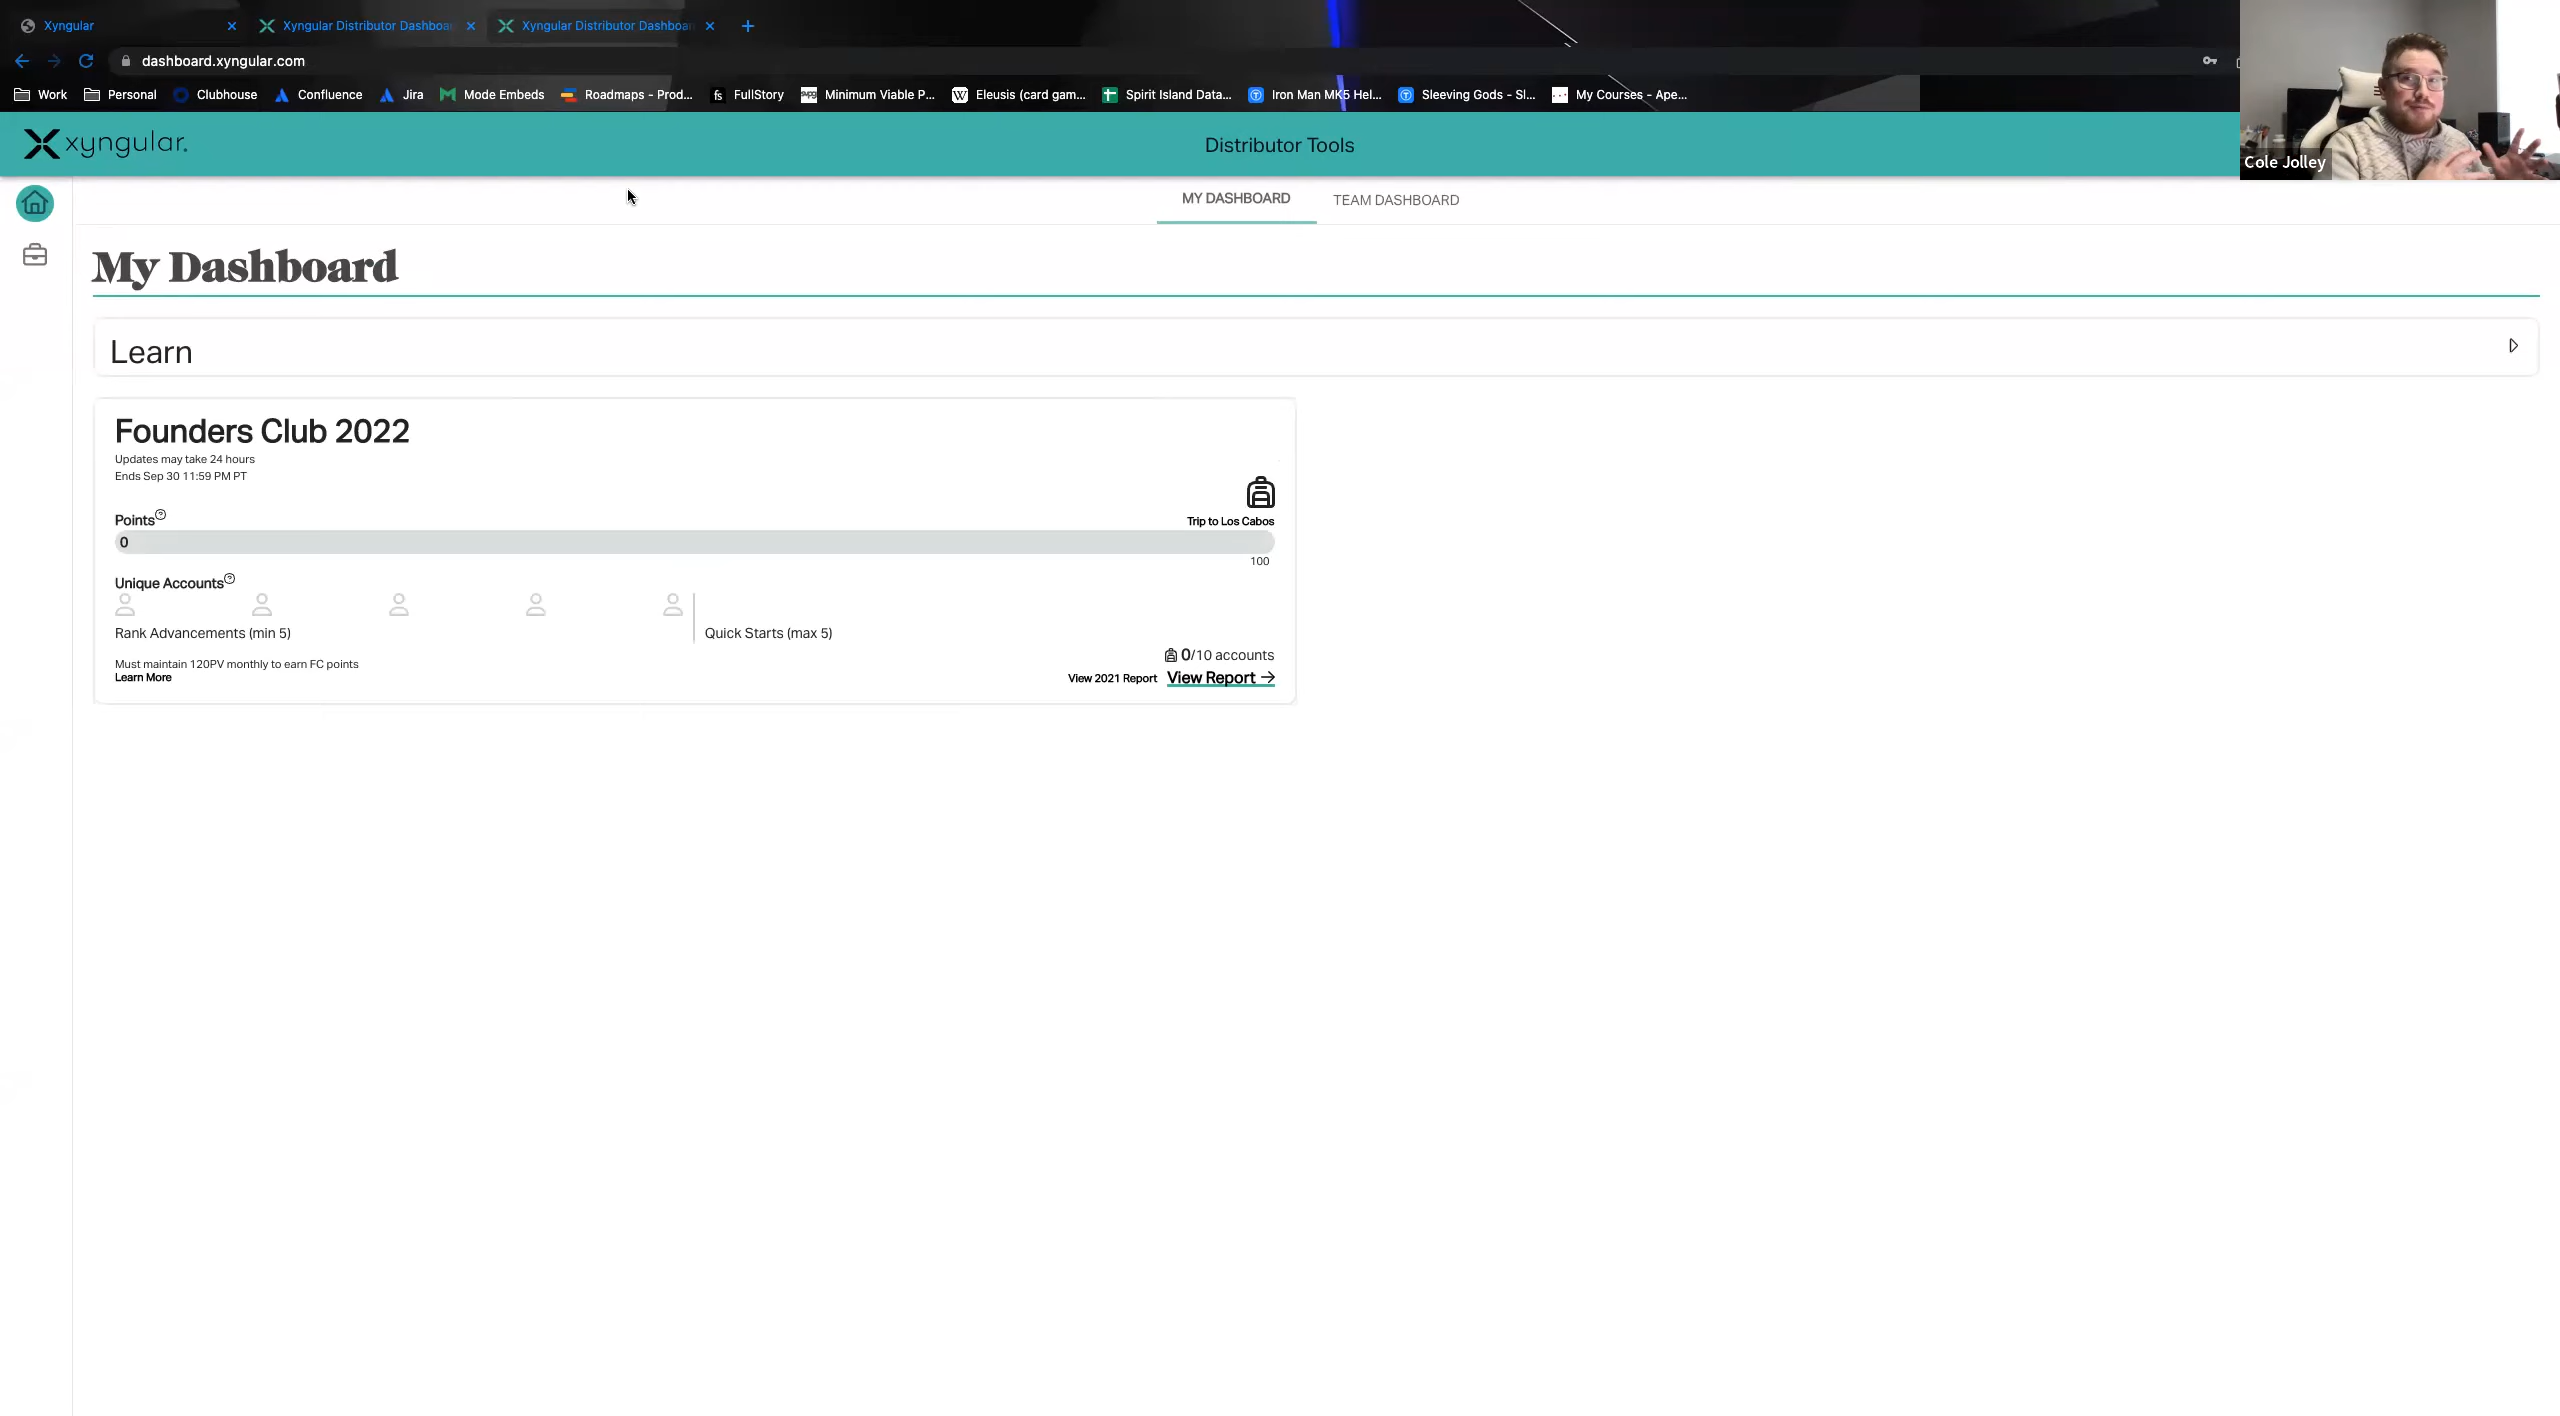 Xyngular
Xyngular Distributor Dashboa
Xyngular Distributor Dashboar
dashboard.xyngular.com
Work Personal Clubhouse Confluence Jira Mode Embeds Roadmaps - Prod... FullStory Minimum Viable P... Eleusis (card gam... Spirit Island Data... Iron Man MK5 Hel... Sleeving Gods - Sl... My Courses - Ape...
xyngular.
Distributor Tools
Cole Jolley
MY DASHBOARD TEAM DASHBOARD
My Dashboard
Learn
Founders Club 2022
Updates may take 24 hours
Ends Sep 30 11:59 PM PT
Points
Trip to Los Cabos
0
100
Unique Accounts
Rank Advancements (min 5)
Quick Starts (max 5)
0/10 accounts
Must maintain 120PV monthly to earn FC points
Learn More
View 2021 Report View Report →